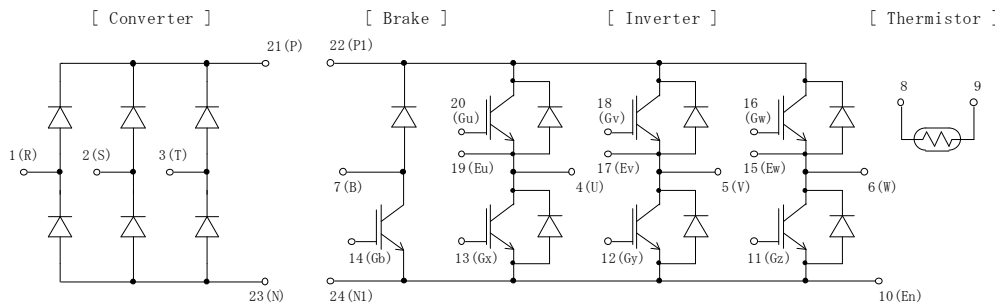 [ Converter ]
[ Brake ]
[ Inverter ]
[ Thermistor ]
21(P)
22(P1)
20
(Gu)
18
(Gv)
16
(Gw)
8
9
1(R)
2(S)
3(T)
19(Eu)
17(Ev)
15(Ew)
7(B)
4(U)
5(V)
6(W)
14(Gb)
13(Gx)
12(Gy)
11(Gz)
23(N)
24(N1)
10(En)